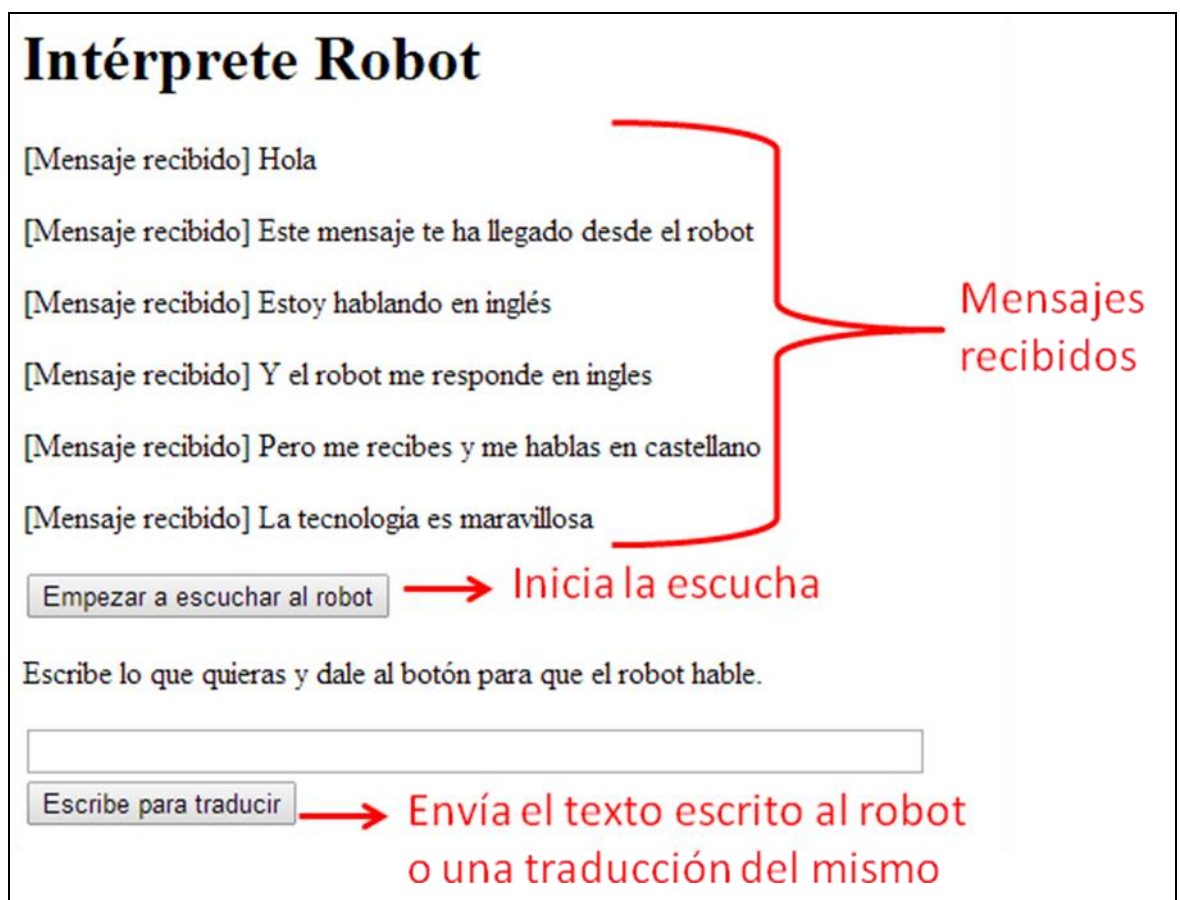 Intérprete Robot
[Mensaje recibido] Hola
[Mensaje recibido] Este mensaje te ha llegado desde el robot
[Mensaje recibido] Estoy hablando en inglés
[Mensaje recibido] Y el robot me responde en ingles
[Mensaje recibido] Pero me recibes y me hablas en castellano
[Mensaje recibido] La tecnología es maravillosa
Mensajes
recibidos
Empezar a escuchar al robot
Inicia la escucha
Escribe lo que quieras y dale al botón para que el robot hable.
Escribe para traducir
Envía el texto escrito al robot
o una traducción del mismo